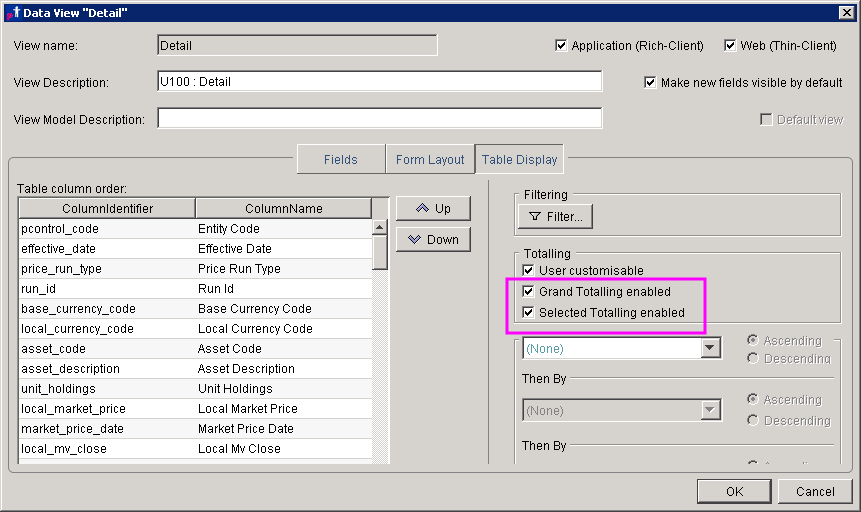 Data View "Detail"
View name: Detail
Application (Rich-Client) Web (Thin-Client)
View Description: U100 : Detail
Make new fields visible by default
View Model Description:
Default view
Fields Form Layout Table Display
Table column order:
ColumnIdentifier ColumnName
pcontrol_code Entity Code
effective_date Effective Date
price_run_type Price Run Type
run_id Run Id
base_currency_code Base Currency Code
local_currency_code Local Currency Code
asset_code Asset Code
asset_description Asset Description
unit_holdings Unit Holdings
local_market_price Local Market Price
market_price_date Market Price Date
local_mv_close Local Mv Close
Up
Down
Filtering
Filter...
Totalling
User customisable
Grand Totalling enabled
Selected Totalling enabled
(None)
Ascending
Descending
Then By
(None)
Ascending
Descending
Then By
OK Cancel